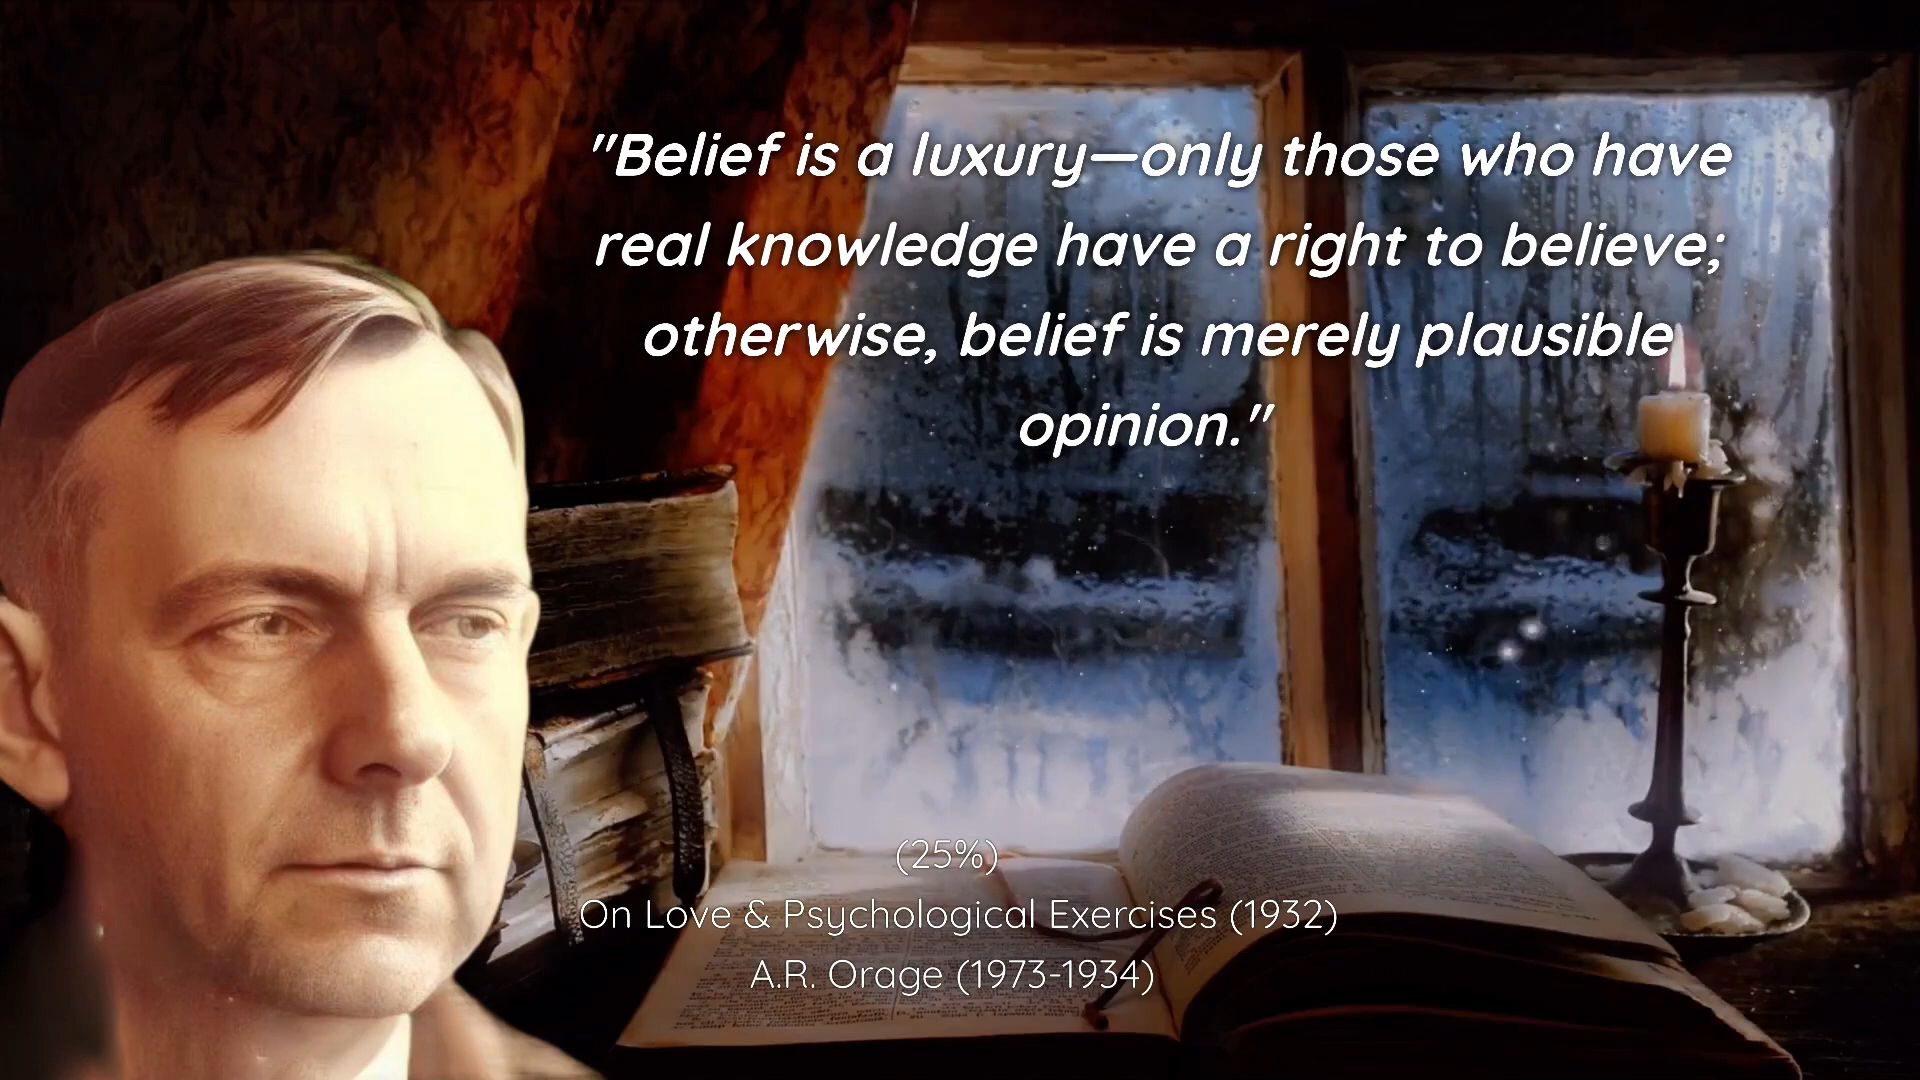 "Belief is a luxury—only those who have
real knowledge have a right to believe;
otherwise, belief is merely plausible
opinion."
(25%)
On Love & Psychological Exercises (1932)
A.R. Orage (1973-1934)